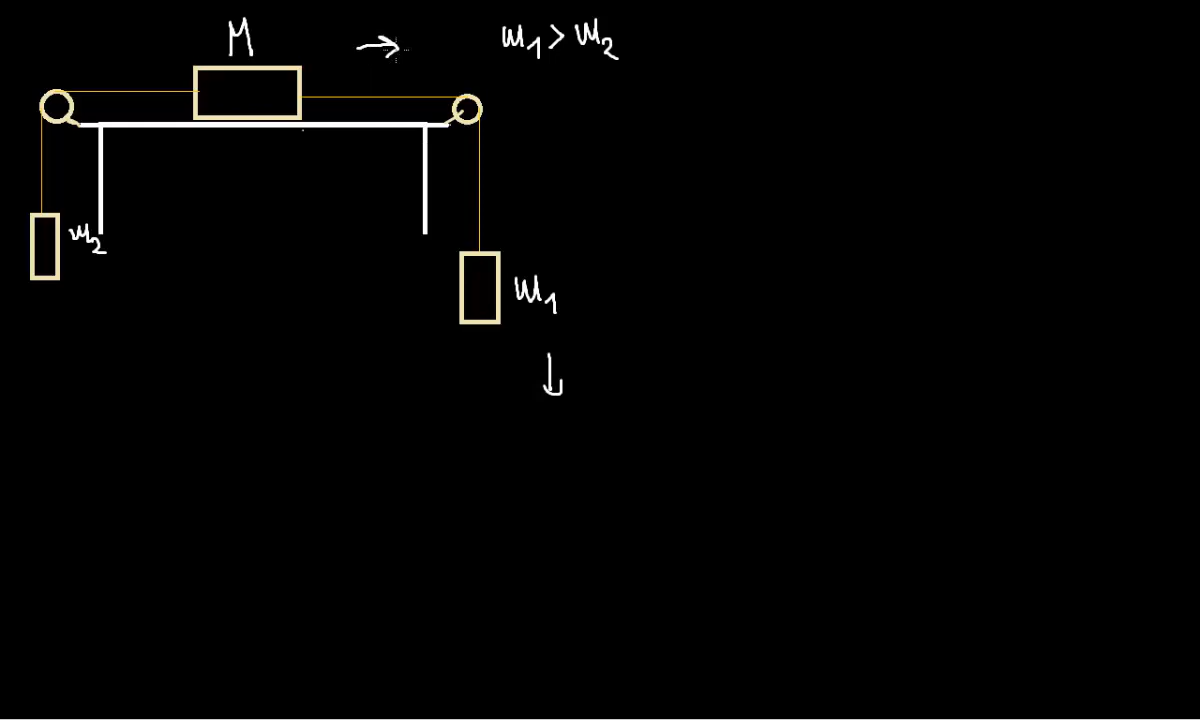 M → m₁ > m₂
m₂
m₁
↓